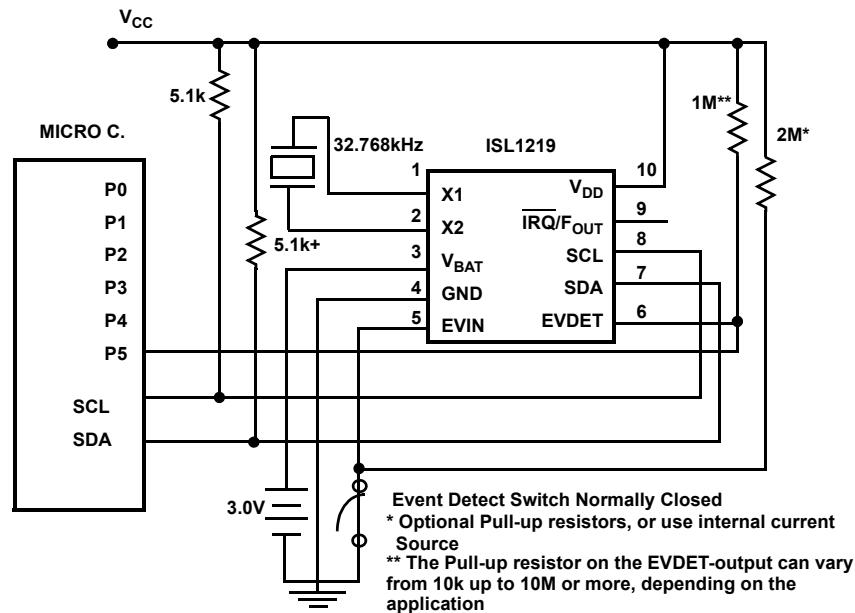 VCC
5.1k
1M**
2M*
MICRO C.
32.768kHz
ISL1219
P0
P1
P2
P3
P4
P5
SCL
SDA
5.1k+
1
2
3
4
5
X1
X2
VBAT
GND
EVIN
VDD
IRQ/FOUT
SCL
SDA
EVDET
10
9
8
7
6
3.0V
Event Detect Switch Normally Closed
* Optional Pull-up resistors, or use internal current
Source
** The Pull-up resistor on the EVDET-output can vary
from 10k up to 10M or more, depending on the
application